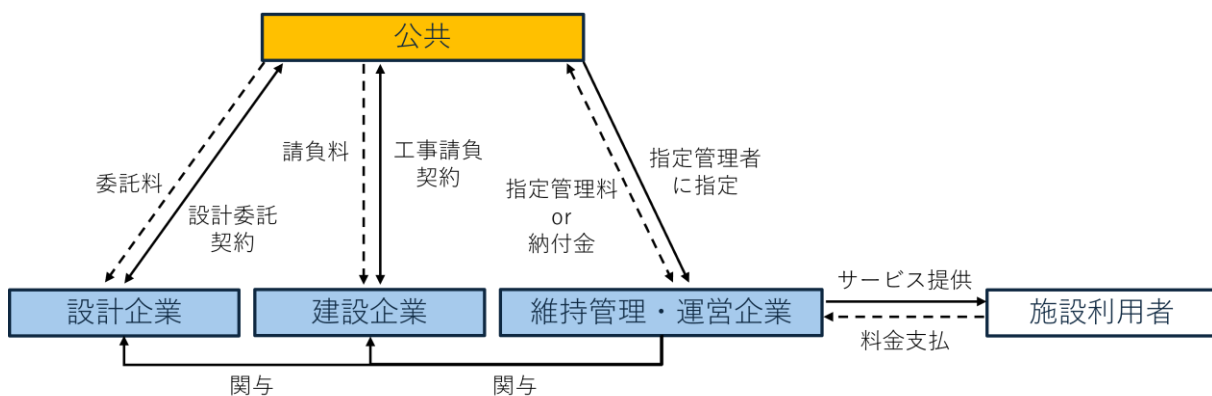 公共
委託料
設計委託
契約
請負料
工事請負
契約
指定管理料
or
納付金
指定管理者
に指定
設計企業
建設企業
維持管理・運営企業
サービス提供
料金支払
施設利用者
関与
関与